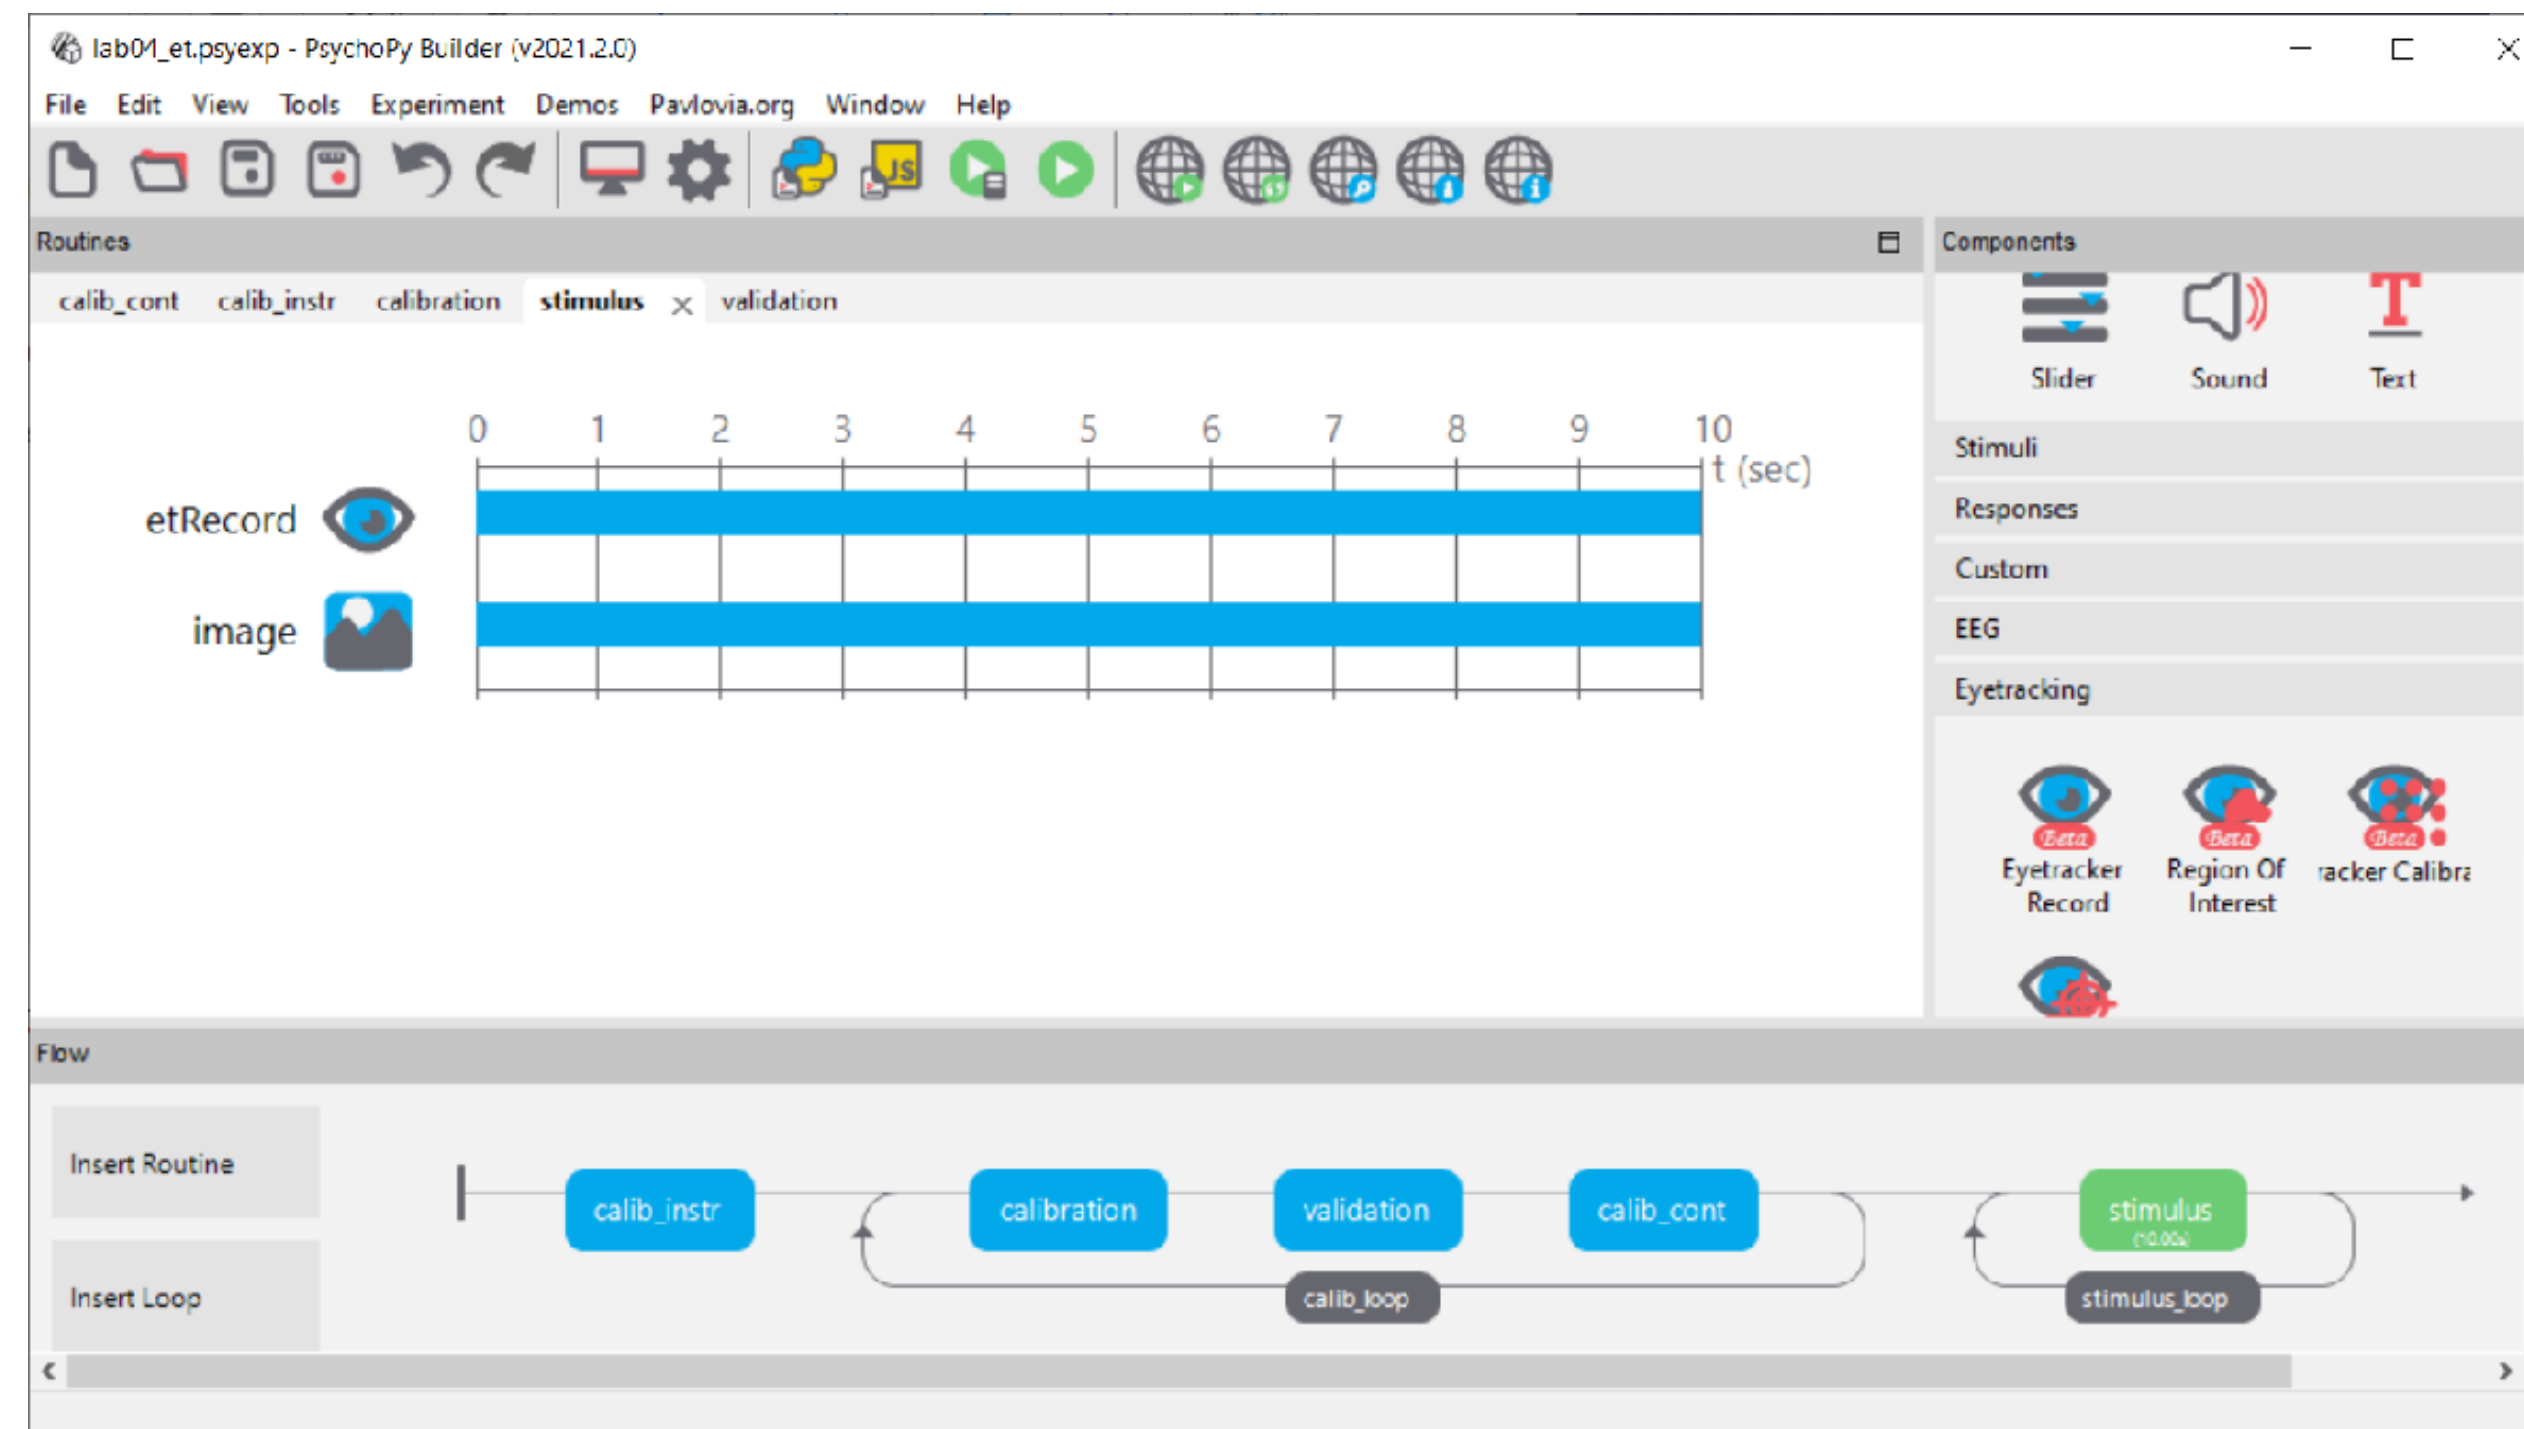 lab04_et.psyexp - PsychoPy Builder (v2021.2.0)
File Edit View Tools Experiment Demos Pavlovia.org Window Help
JS
Routines
Components
calib_cont calib_instr calibration stimulus validation
Slider Sound Text
0 1 2 3 4 5 6 7 8 9 10
t (sec)
etRecord
image
Stimuli
Responses
Custom
EEG
Eyetracking
Beta Beta Beta
Eyetracker Record
Region Of Interest
racker Calibra
Flow
Insert Routine
Insert Loop
calib_instr calibration validation calib_cont stimulus
(10.00s)
calib_loop stimulus_loop